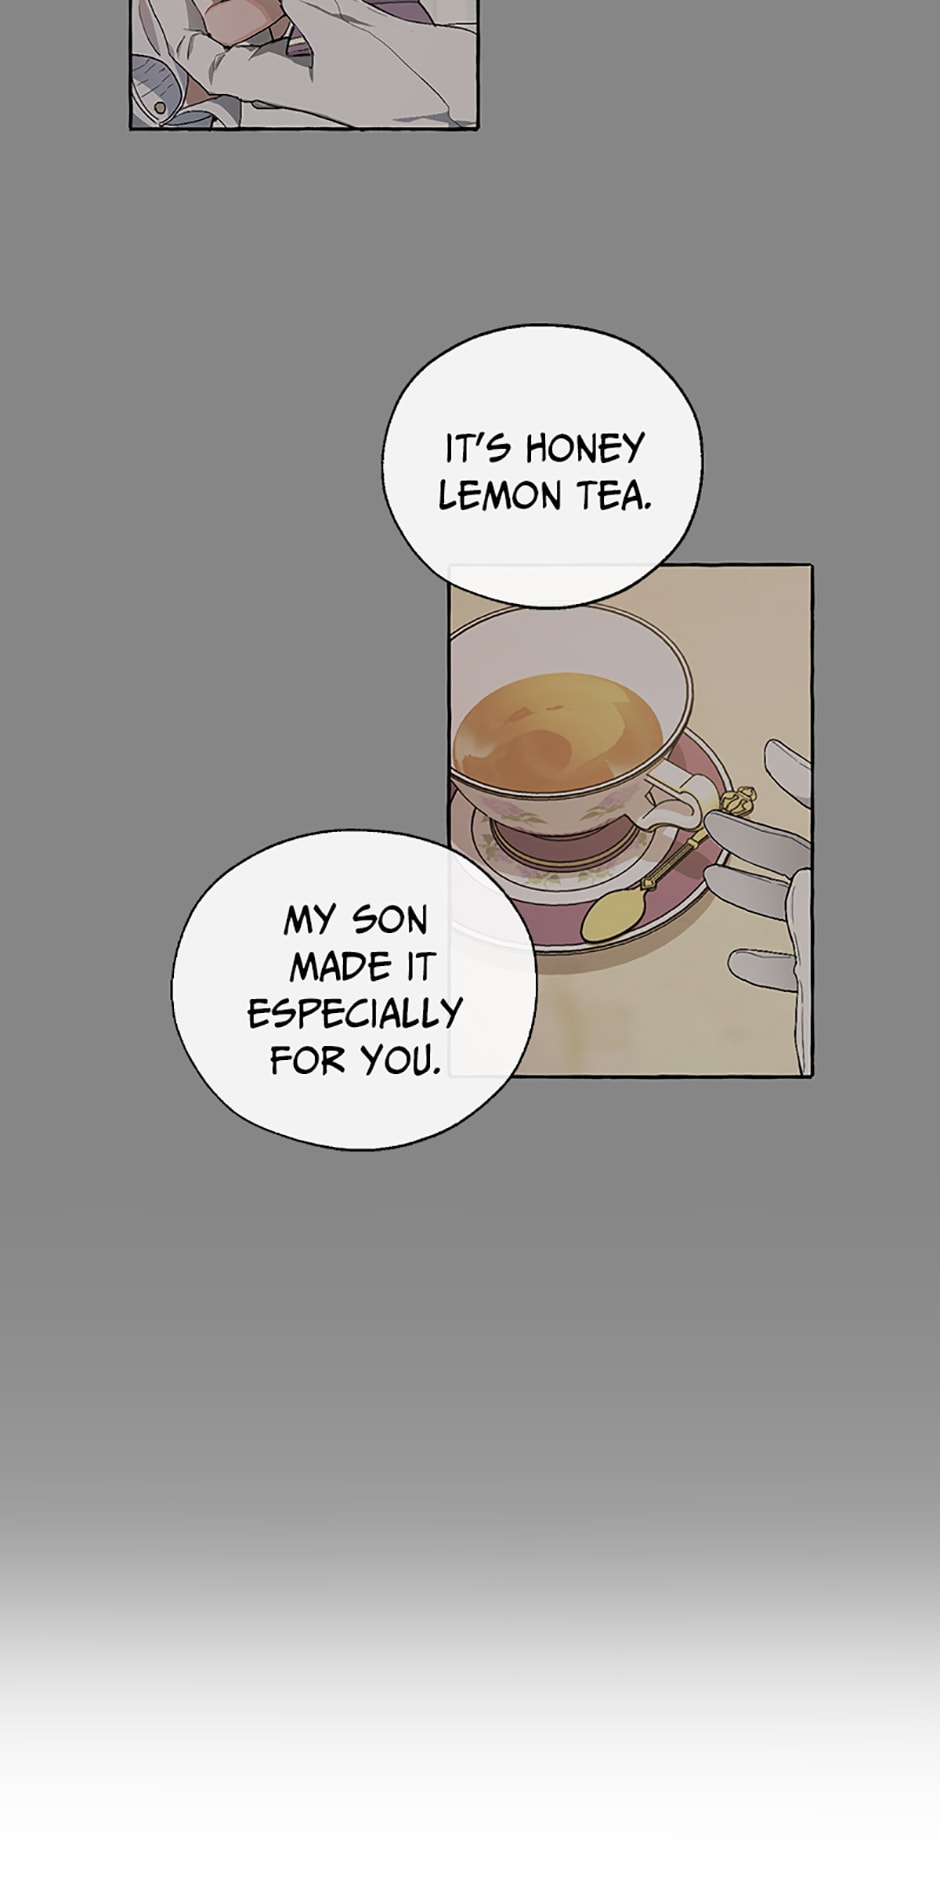 IT'S HONEY
LEMON TEA.
MY SON
MADE IT
ESPECIALLY
FOR YOU.